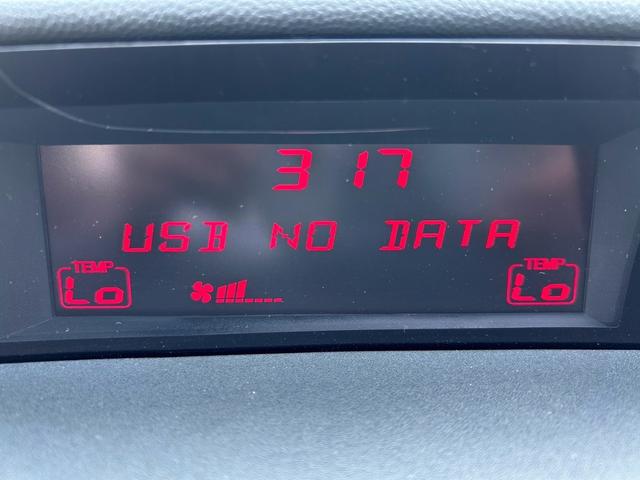 3 17
USB NO DATA
TEMP TEMP
Lo Lo